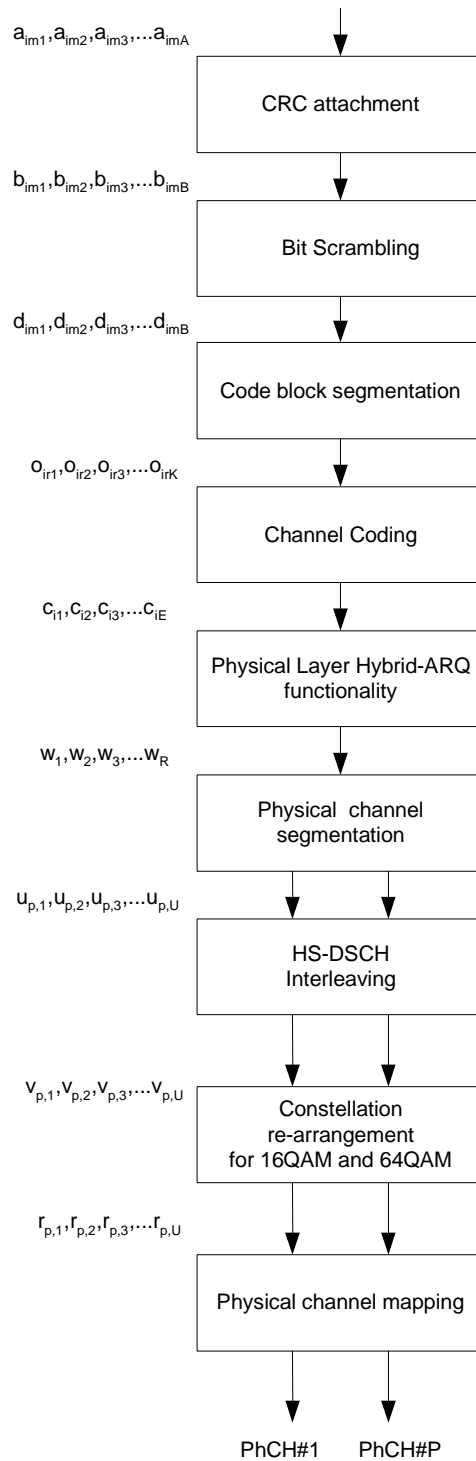 a_im1,a_im2,a_im3,...a_imA
CRC attachment
b_im1,b_im2,b_im3,...b_imB
Bit Scrambling
d_im1,d_im2,d_im3,...d_imB
Code block segmentation
o_ir1,o_ir2,o_ir3,...o_irK
Channel Coding
c_i1,c_i2,c_i3,...c_iE
Physical Layer Hybrid-ARQ
functionality
w_1,w_2,w_3,...w_R
Physical channel
segmentation
u_p,1,u_p,2,u_p,3,...u_p,U
HS-DSCH
Interleaving
v_p,1,v_p,2,v_p,3,...v_p,U
Constellation
re-arrangement
for 16QAM and 64QAM
r_p,1,r_p,2,r_p,3,...r_p,U
Physical channel mapping
PhCH#1 PhCH#P